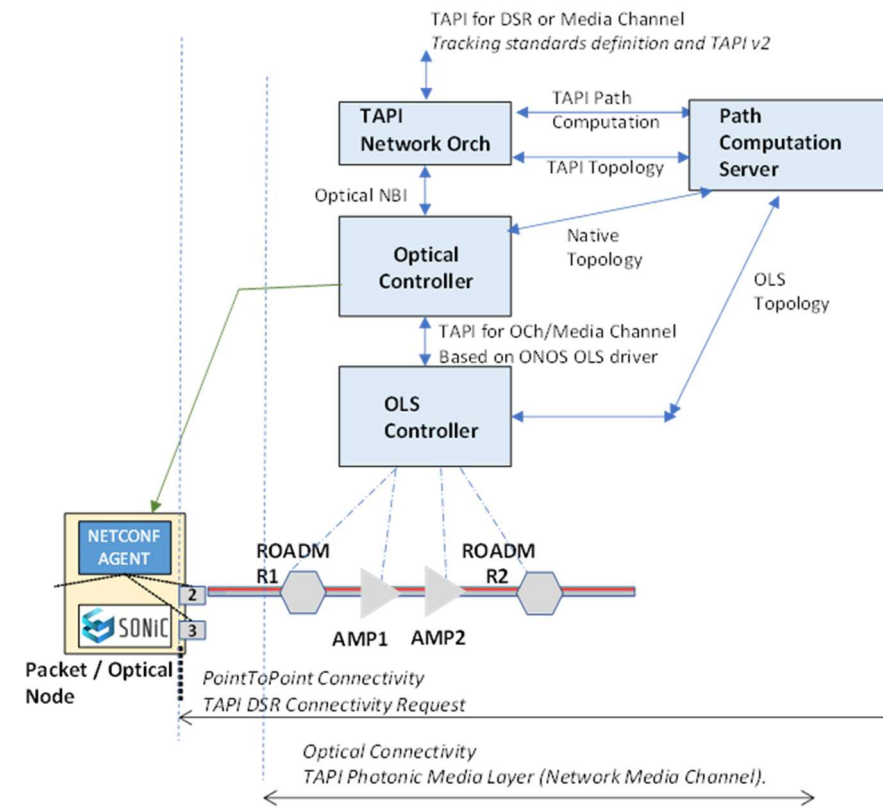 TAPI for DSR or Media Channel
Tracking standards definition and TAPI v2
TAPI
Network Orch
TAPI Path
Computation
TAPI Topology
Path
Computation
Server
Optical NBI
Optical
Controller
Native
Topology
OLS
Topology
TAPI for OCh/Media Channel
Based on ONOS OLS driver
OLS
Controller
NETCONF
AGENT
2
SONiC
3
ROADM
R1
ROADM
R2
AMP1
AMP2
Packet / Optical
Node
PointToPoint Connectivity
TAPI DSR Connectivity Request
Optical Connectivity
TAPI Photonic Media Layer (Network Media Channel).